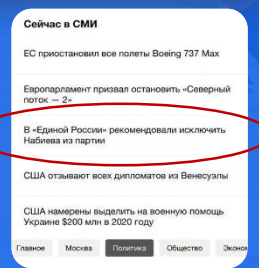 Сейчас в СМИ
ЕС приостановил все полеты Boeing 737 Max
Европарламент призвал остановить «Северный
поток — 2»
В «Единой России» рекомендовали исключить
Набиева из партии
США отзывают всех дипломатов из Венесуэлы
США намерены выделить на военную помощь
Украине $200 млн в 2020 году
Главное Москва Политика Общество Эконом